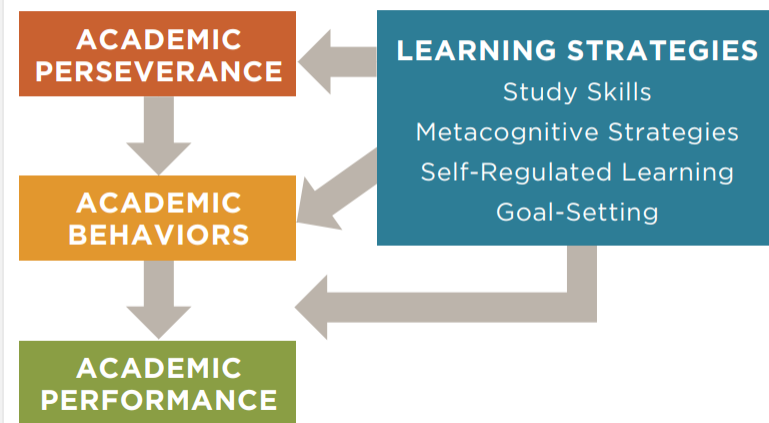 ACADEMIC
PERSEVERANCE
LEARNING STRATEGIES
Study Skills
Metacognitive Strategies
Self-Regulated Learning
Goal-Setting
ACADEMIC
BEHAVIORS
ACADEMIC
PERFORMANCE